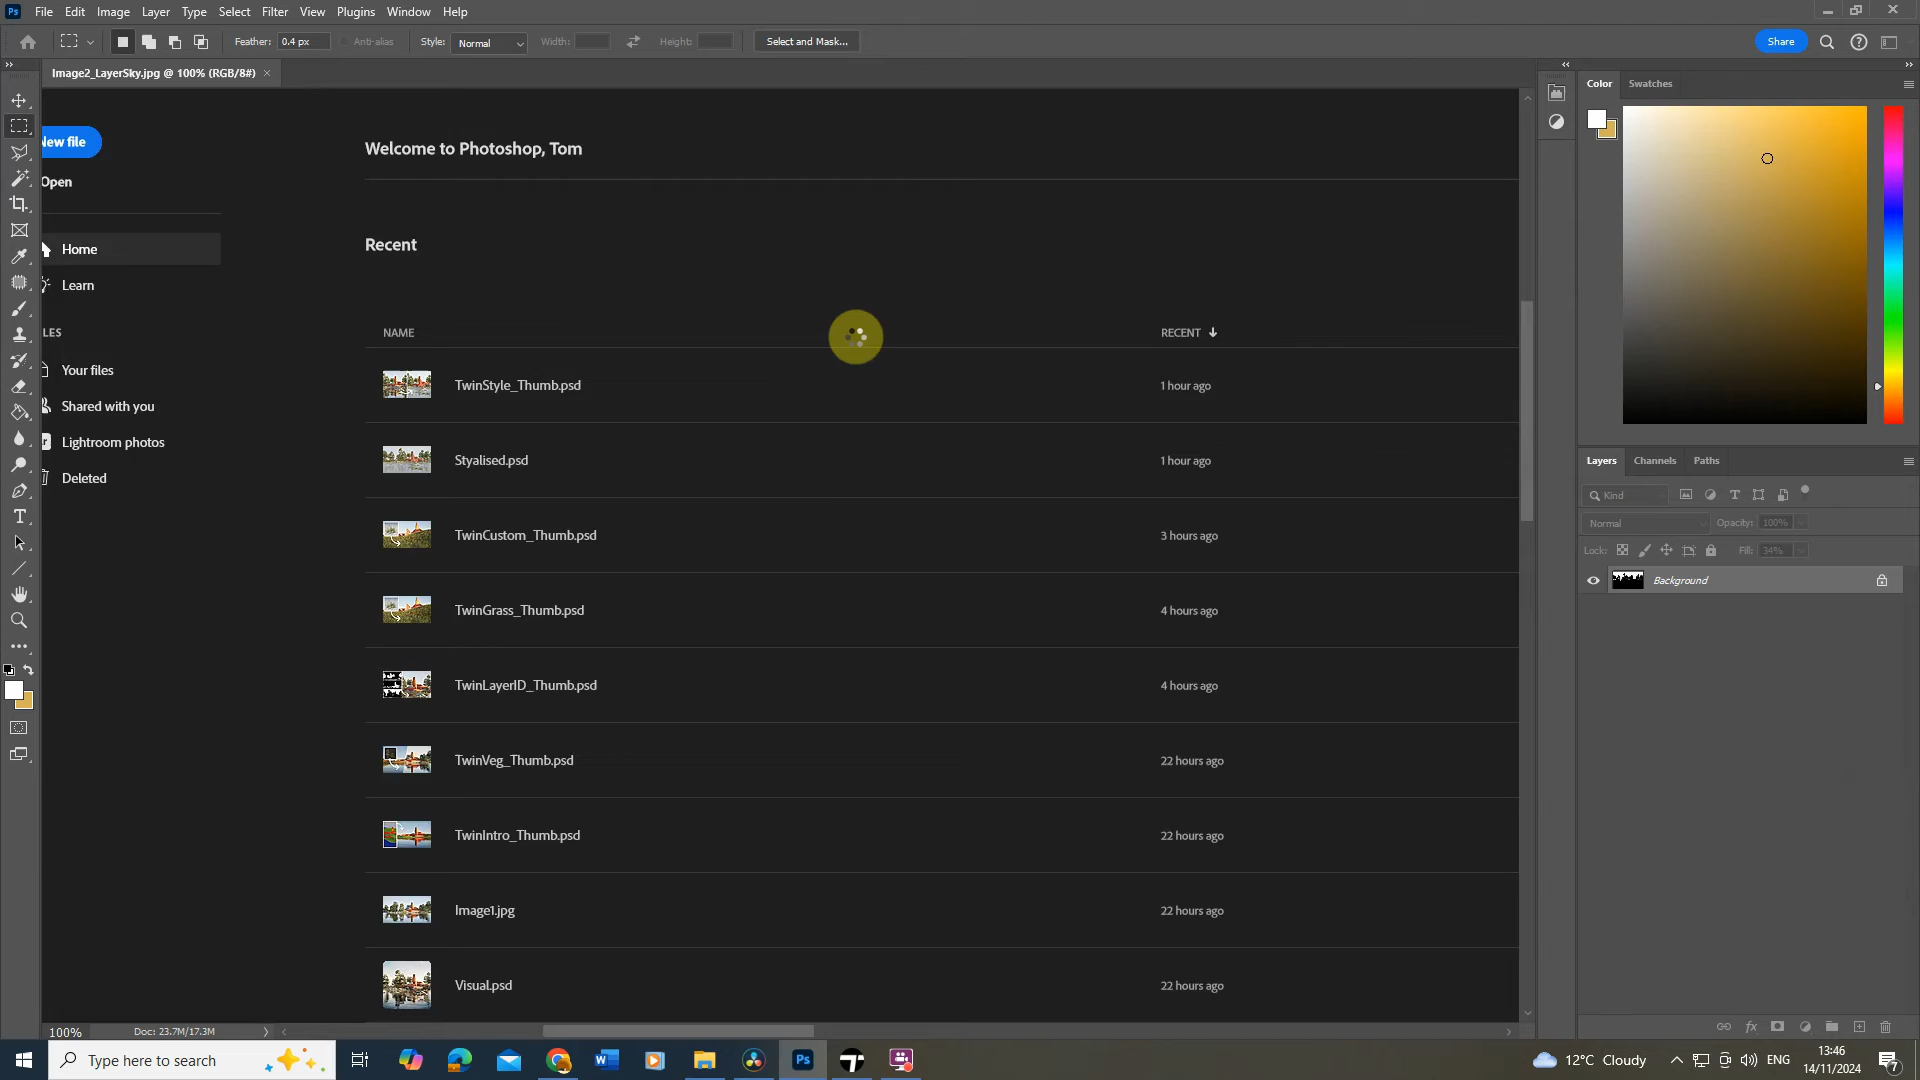 Ps File Edit Image Layer Type Select Filter View Plugins Window Help
Feather: 0.4 px Anti-alias Style: Normal Width: Height: Select and Mask... Share
Image2_LayerSky.jpg @ 100% (RGB/8#) ×
Color Swatches
New file
Welcome to Photoshop, Tom
Open
Recent
Home
Learn
LES
NAME RECENT
Your files
TwinStyle_Thumb.psd 1 hour ago
Shared with you
Lightroom photos
Styalised.psd 1 hour ago
Layers Channels Paths
Deleted
Kind
Normal Opacity: 100%
TwinCustom_Thumb.psd 3 hours ago
Lock: Fill: 34%
Background
TwinGrass_Thumb.psd 4 hours ago
TwinLayerID_Thumb.psd 4 hours ago
TwinVeg_Thumb.psd 22 hours ago
TwinIntro_Thumb.psd 22 hours ago
Image1.jpg 22 hours ago
Visual.psd 22 hours ago
100% Doc: 23.7M/17.3M
Type here to search Ps 12°C Cloudy ENG
13:46
14/11/2024
7